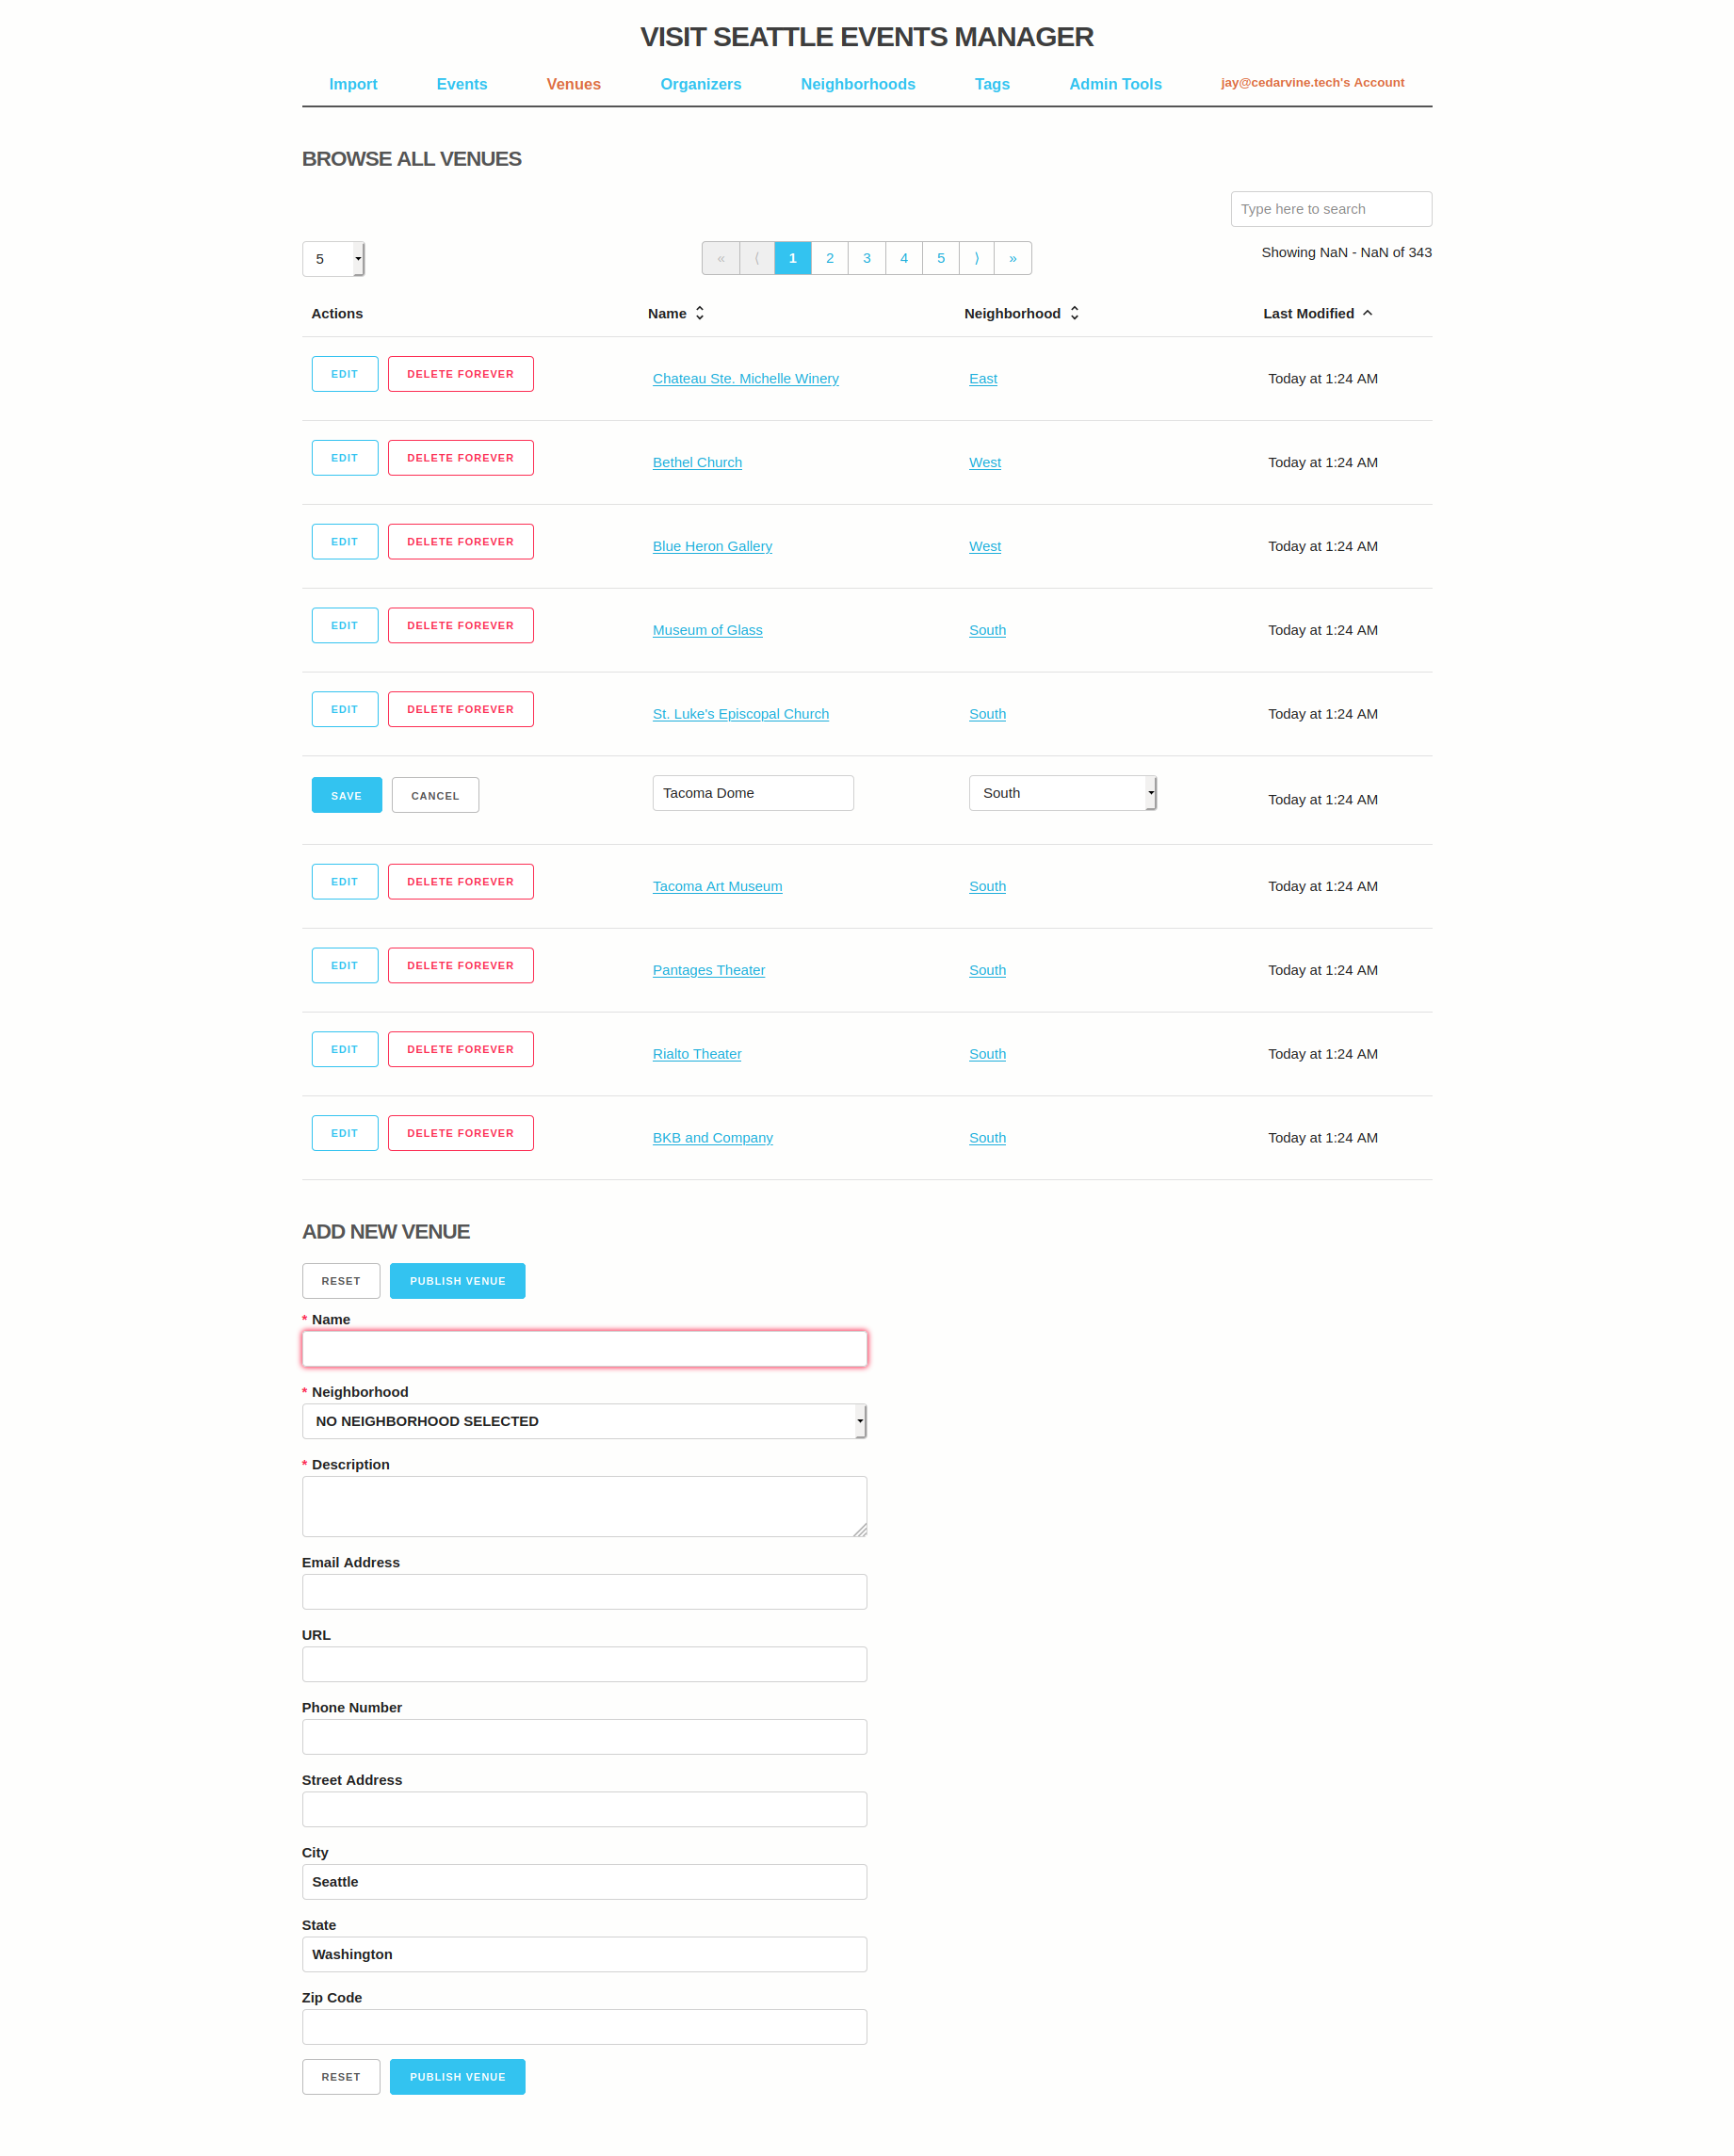 VISIT SEATTLE EVENTS MANAGER
Import Events Venues Organizers Neighborhoods Tags Admin Tools jay@cedarvine.tech's Account
BROWSE ALL VENUES
Type here to search
5 « ⟨ 1 2 3 4 5 ⟩ » Showing NaN - NaN of 343
Actions Name Neighborhood Last Modified
EDIT DELETE FOREVER Chateau Ste. Michelle Winery East Today at 1:24 AM
EDIT DELETE FOREVER Bethel Church West Today at 1:24 AM
EDIT DELETE FOREVER Blue Heron Gallery West Today at 1:24 AM
EDIT DELETE FOREVER Museum of Glass South Today at 1:24 AM
EDIT DELETE FOREVER St. Luke's Episcopal Church South Today at 1:24 AM
SAVE CANCEL Tacoma Dome South Today at 1:24 AM
EDIT DELETE FOREVER Tacoma Art Museum South Today at 1:24 AM
EDIT DELETE FOREVER Pantages Theater South Today at 1:24 AM
EDIT DELETE FOREVER Rialto Theater South Today at 1:24 AM
EDIT DELETE FOREVER BKB and Company South Today at 1:24 AM
ADD NEW VENUE
RESET PUBLISH VENUE
* Name
* Neighborhood
NO NEIGHBORHOOD SELECTED
* Description
Email Address
URL
Phone Number
Street Address
City
Seattle
State
Washington
Zip Code
RESET PUBLISH VENUE